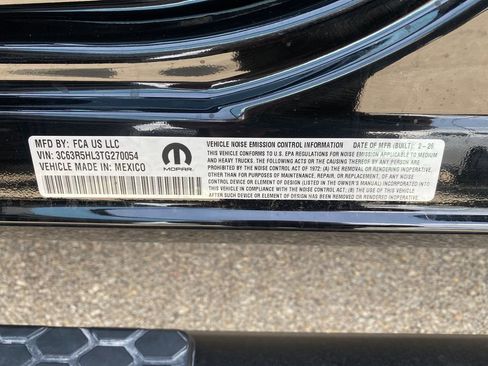 MFD BY: FCA US LLC
VIN: 3C63R5HL3TG270054
VEHICLE MADE IN: MEXICO
MOPAR
VEHICLE NOISE EMISSION CONTROL INFORMATION DATE OF MFR (BUILT): 2-26
THIS VEHICLE CONFORMS TO U.S. EPA REGULATIONS FOR NOISE EMISSION APPLICABLE TO MEDIUM
AND HEAVY TRUCKS. THE FOLLOWING ACTS OR THE CAUSING THEREOF BY ANY PERSON ARE
PROHIBITED BY THE NOISE CONTROL ACT OF 1972: (A) THE REMOVAL OR RENDERING INOPERATIVE,
OTHER THAN FOR PURPOSES OF MAINTENANCE, REPAIR, OR REPLACEMENT, OF ANY NOISE
CONTROL DEVICE OR ELEMENT OF DESIGN (LISTED IN THE OWNER'S MANUAL) INCORPORATED INTO
THIS VEHICLE IN COMPLIANCE WITH THE NOISE CONTROL ACT; (B) THE USE OF THIS VEHICLE
AFTER SUCH DEVICE OR ELEMENT OF DESIGN HAS BEEN REMOVED OR RENDERED INOPERATIVE.